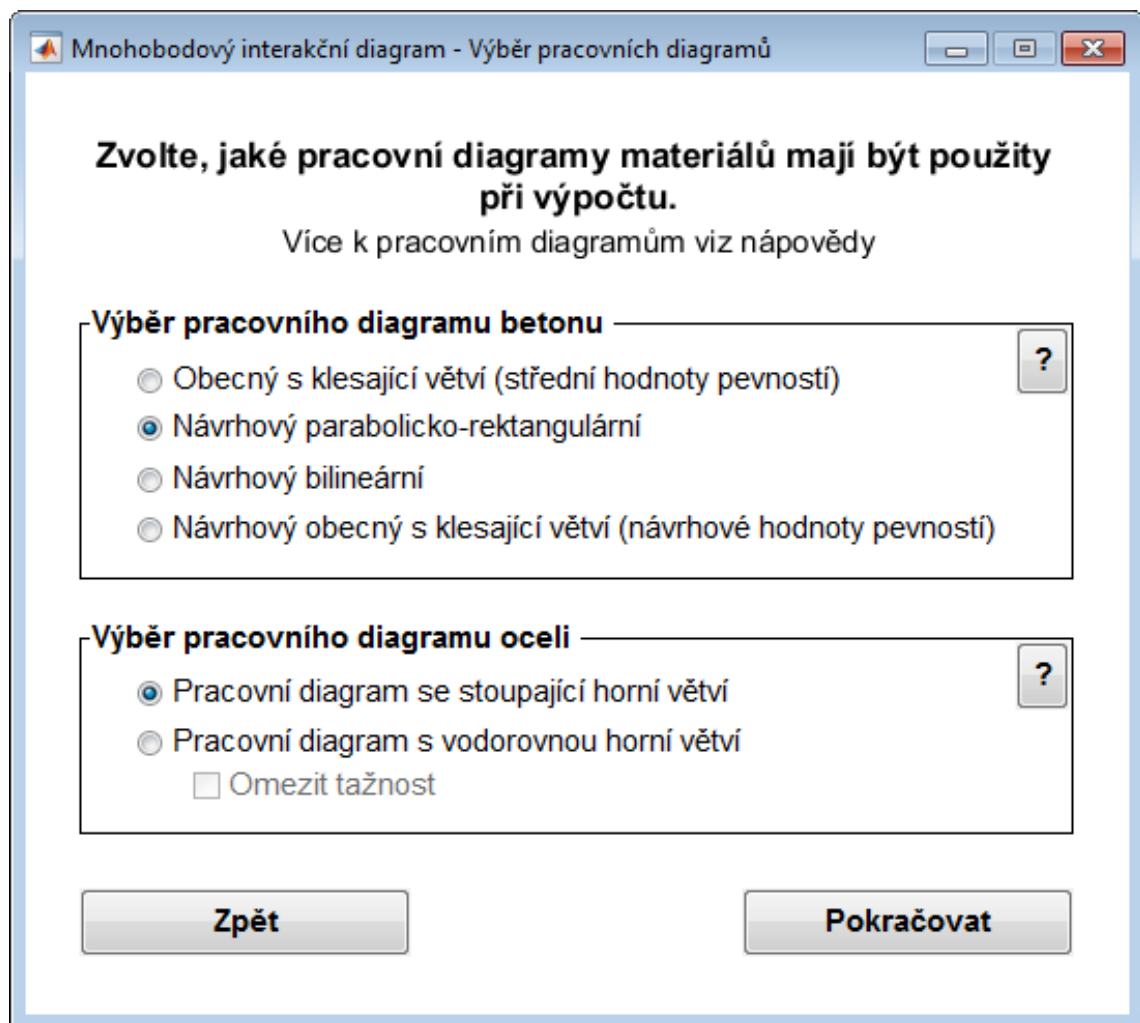 Mnohobodový interakční diagram - Výběr pracovních diagramů
Zvolte, jaké pracovní diagramy materiálů mají být použity
při výpočtu.
Více k pracovním diagramům viz nápovědy
Výběr pracovního diagramu betonu
?
Obecný s klesající větví (střední hodnoty pevností)
Návrhový parabolicko-rektangulární
Návrhový bilineární
Návrhový obecný s klesající větví (návrhové hodnoty pevností)
Výběr pracovního diagramu oceli
?
Pracovní diagram se stoupající horní větví
Pracovní diagram s vodorovnou horní větví
Omezit tažnost
Zpět
Pokračovat